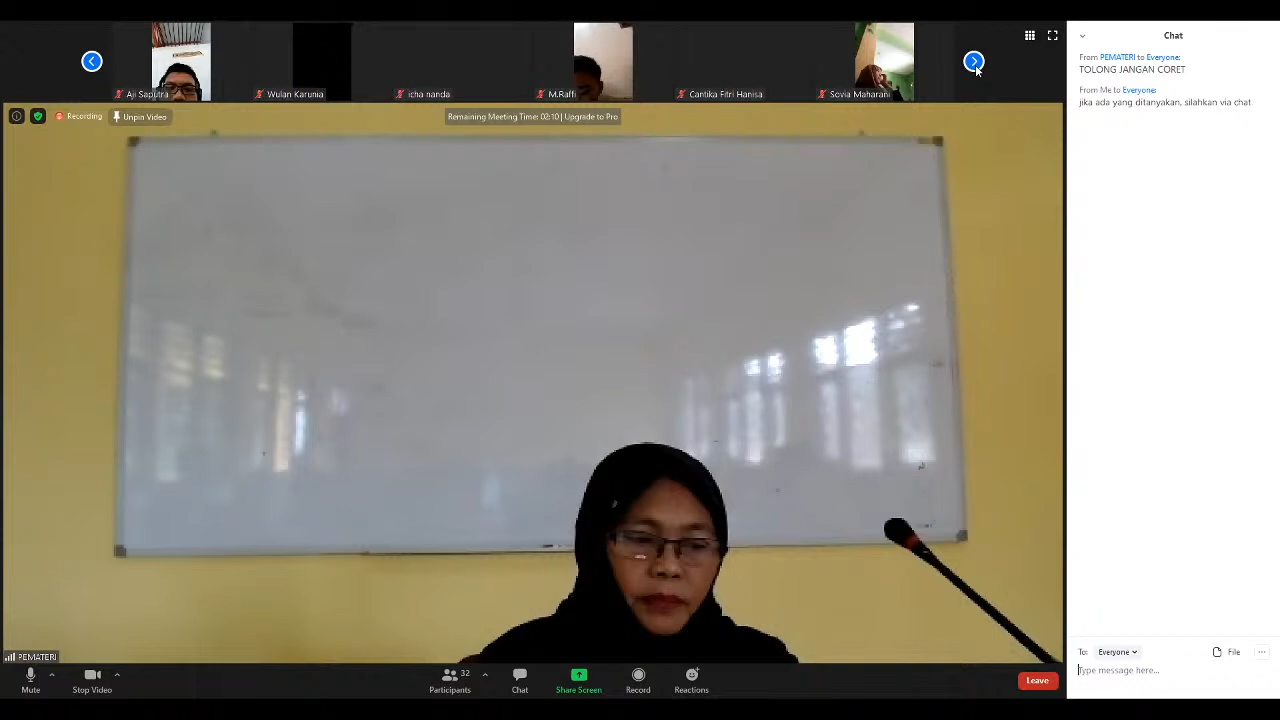 Aji Saputra
Wulan Karunia
icha nanda
M.Raffi
Cantika Fitri Hanisa
Sovia Maharani
Recording
Unpin Video
Remaining Meeting Time: 02:10 | Upgrade to Pro
PEMATERI
Mute
Stop Video
32
Participants
Chat
Share Screen
Record
Reactions
Leave
Chat
From PEMATERI to Everyone:
TOLONG JANGAN CORET
From Me to Everyone:
jika ada yang ditanyakan, silahkan via chat
To: Everyone
File
Type message here...